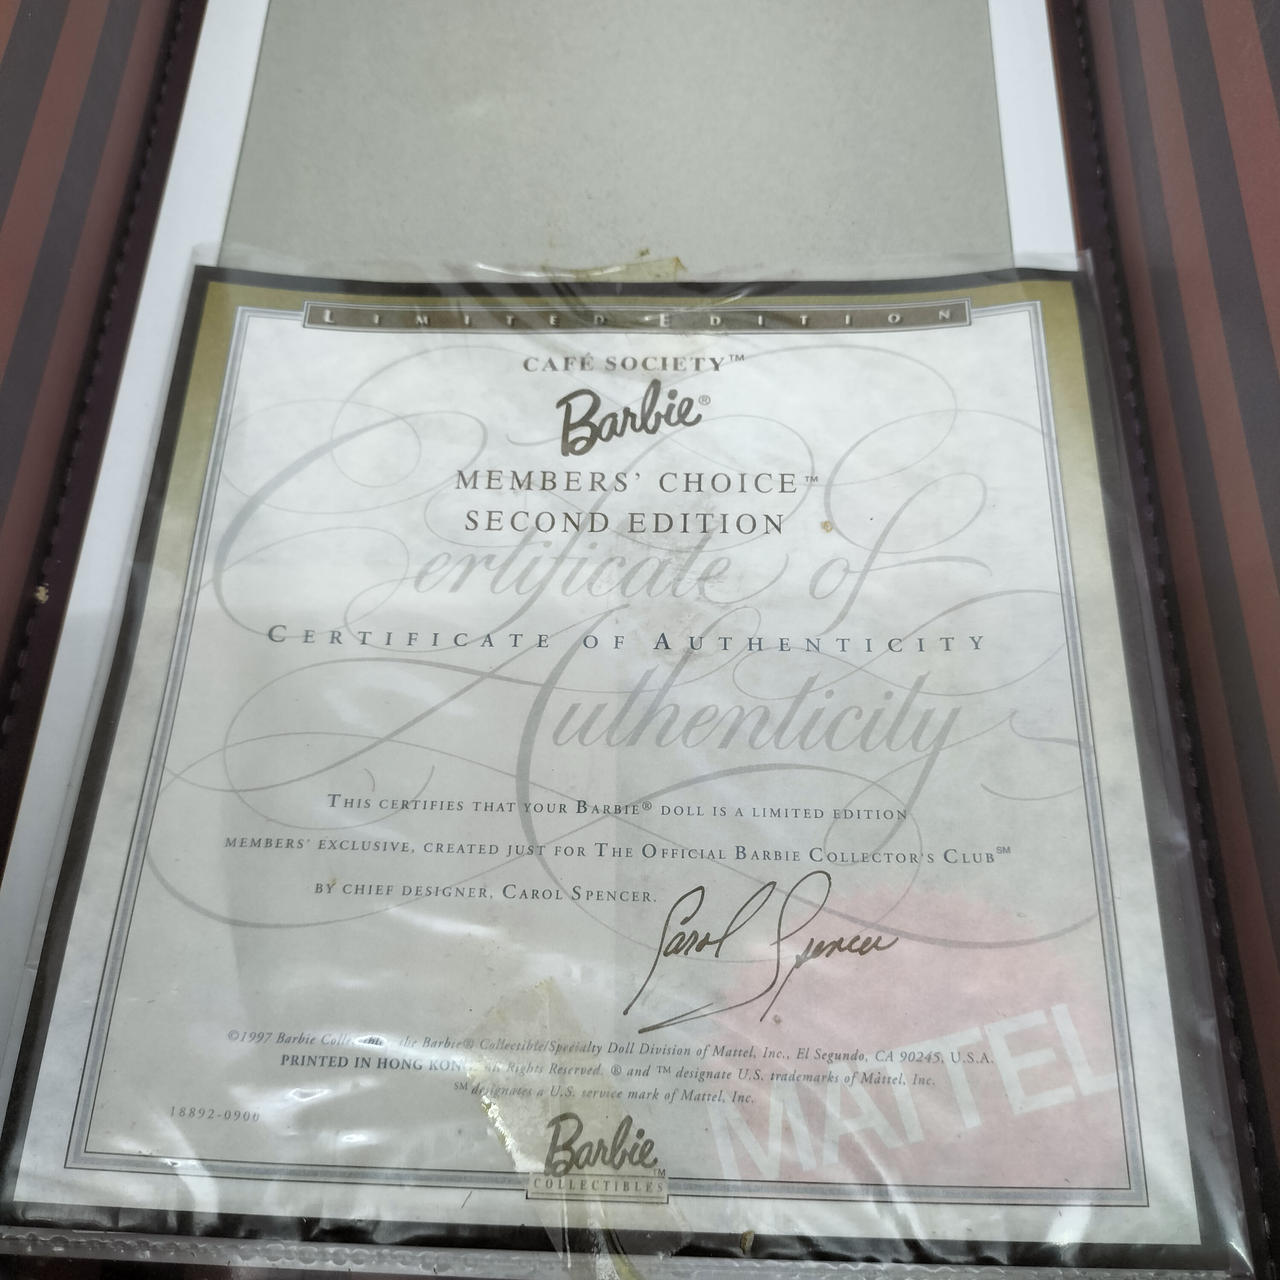 LIMITED EDITION
CAFÉ SOCIETY™
Barbie®
MEMBERS' CHOICE™
SECOND EDITION
Certificate of
CERTIFICATE OF AUTHENTICITY
Authenticity
THIS CERTIFIES THAT YOUR BARBIE® DOLL IS A LIMITED EDITION
MEMBERS' EXCLUSIVE, CREATED JUST FOR THE OFFICIAL BARBIE COLLECTOR'S CLUB℠
BY CHIEF DESIGNER, CAROL SPENCER.
Carol Spencer
©1997 Barbie Collectibles, the Barbie® Collectible/Specialty Doll Division of Mattel, Inc., El Segundo, CA 90245, U.S.A.
PRINTED IN HONG KONG. All Rights Reserved. ® and ™ designate U.S. trademarks of Mattel, Inc.
℠ designates a U.S. service mark of Mattel, Inc.
MATTEL
18892-0900
Barbie™
COLLECTIBLES